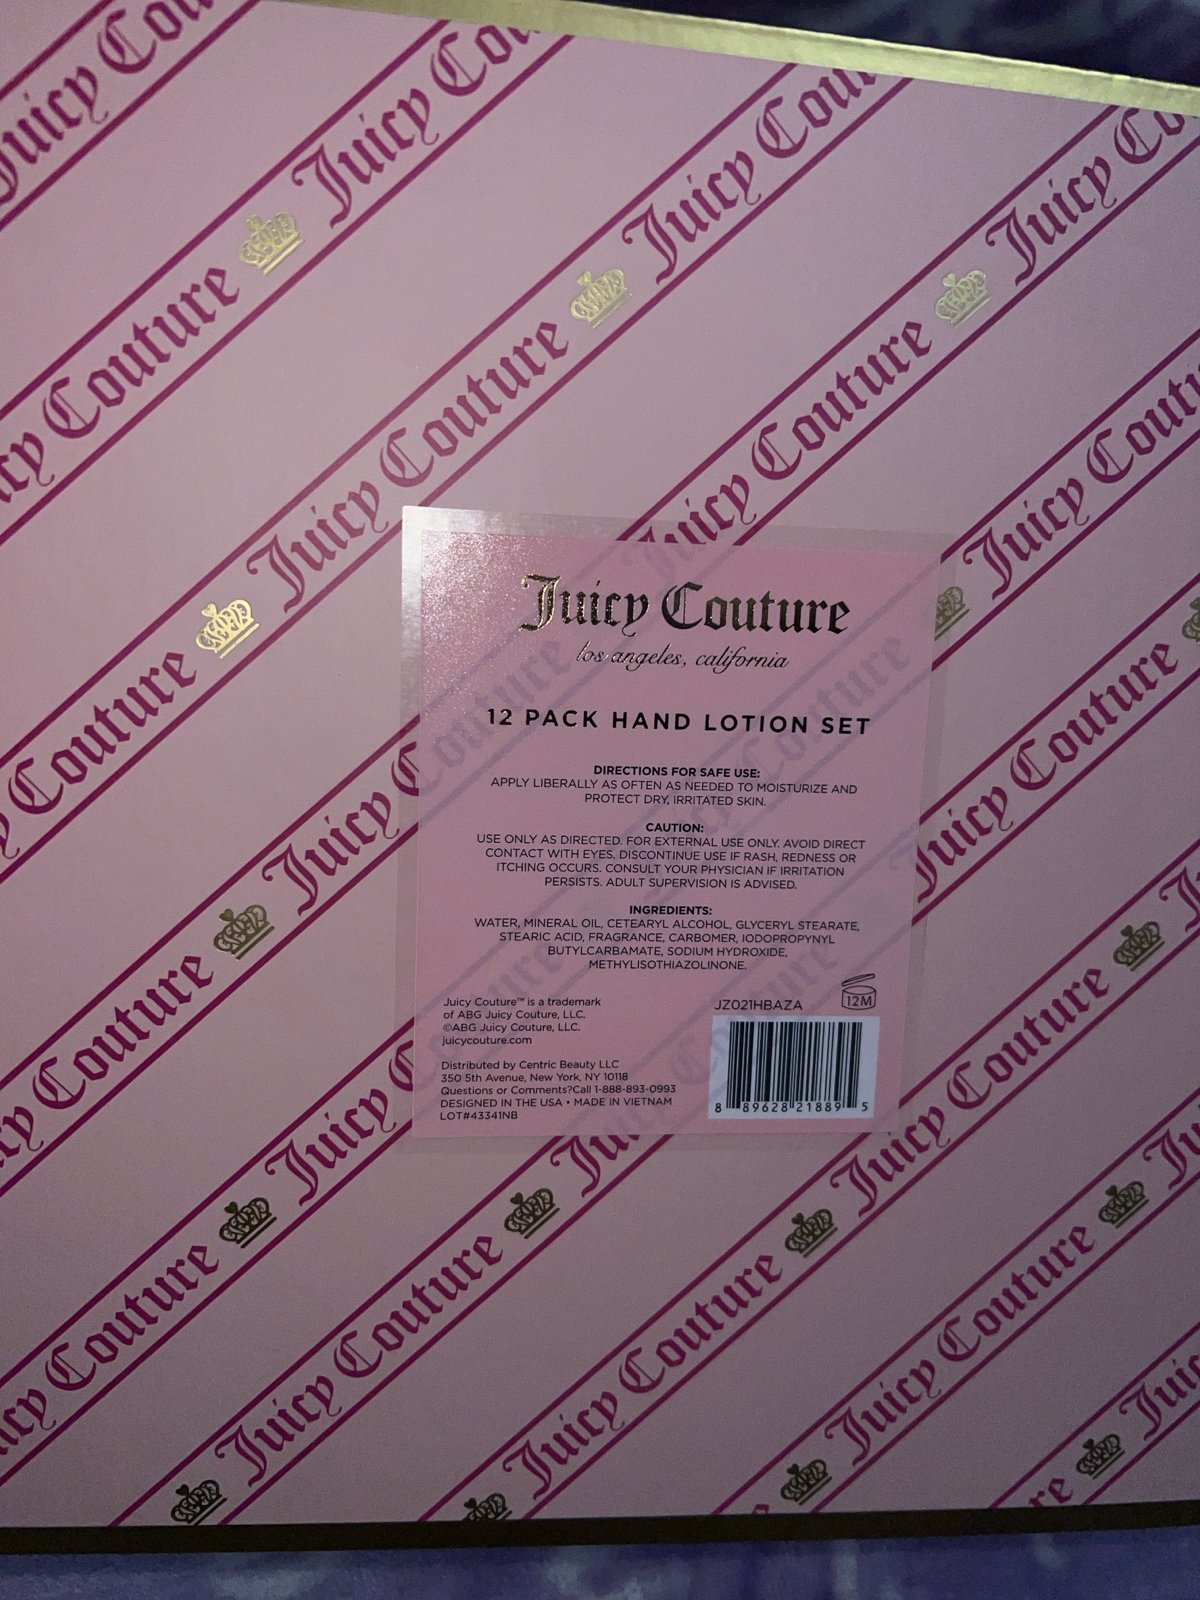 Juicy Couture
Juicy Couture
Juicy Couture
Juicy Couture
Juicy Couture
los angeles, california
12 PACK HAND LOTION SET
DIRECTIONS FOR SAFE USE:
APPLY LIBERALLY AS OFTEN AS NEEDED TO MOISTURIZE AND
PROTECT DRY, IRRITATED SKIN.
CAUTION:
USE ONLY AS DIRECTED. FOR EXTERNAL USE ONLY. AVOID DIRECT
CONTACT WITH EYES. DISCONTINUE USE IF RASH, REDNESS OR
ITCHING OCCURS. CONSULT YOUR PHYSICIAN IF IRRITATION
PERSISTS. ADULT SUPERVISION IS ADVISED.
INGREDIENTS:
WATER, MINERAL OIL, CETEARYL ALCOHOL, GLYCERYL STEARATE,
STEARIC ACID, FRAGRANCE, CARBOMER, IODOPROPYNYL
BUTYLCARBAMATE, SODIUM HYDROXIDE,
METHYLISOTHIAZOLINONE.
Juicy Couture™ is a trademark
of ABG Juicy Couture, LLC.
©ABG Juicy Couture, LLC.
juicycouture.com
Distributed by Centric Beauty LLC
350 5th Avenue, New York, NY 10118
Questions or Comments?Call 1-888-893-0993
DESIGNED IN THE USA • MADE IN VIETNAM
LOT#43341NB
JZ021HBAZA
12M
8 89628 21889 5
Juicy Couture
Juicy Couture
Juicy Couture
Juicy Couture